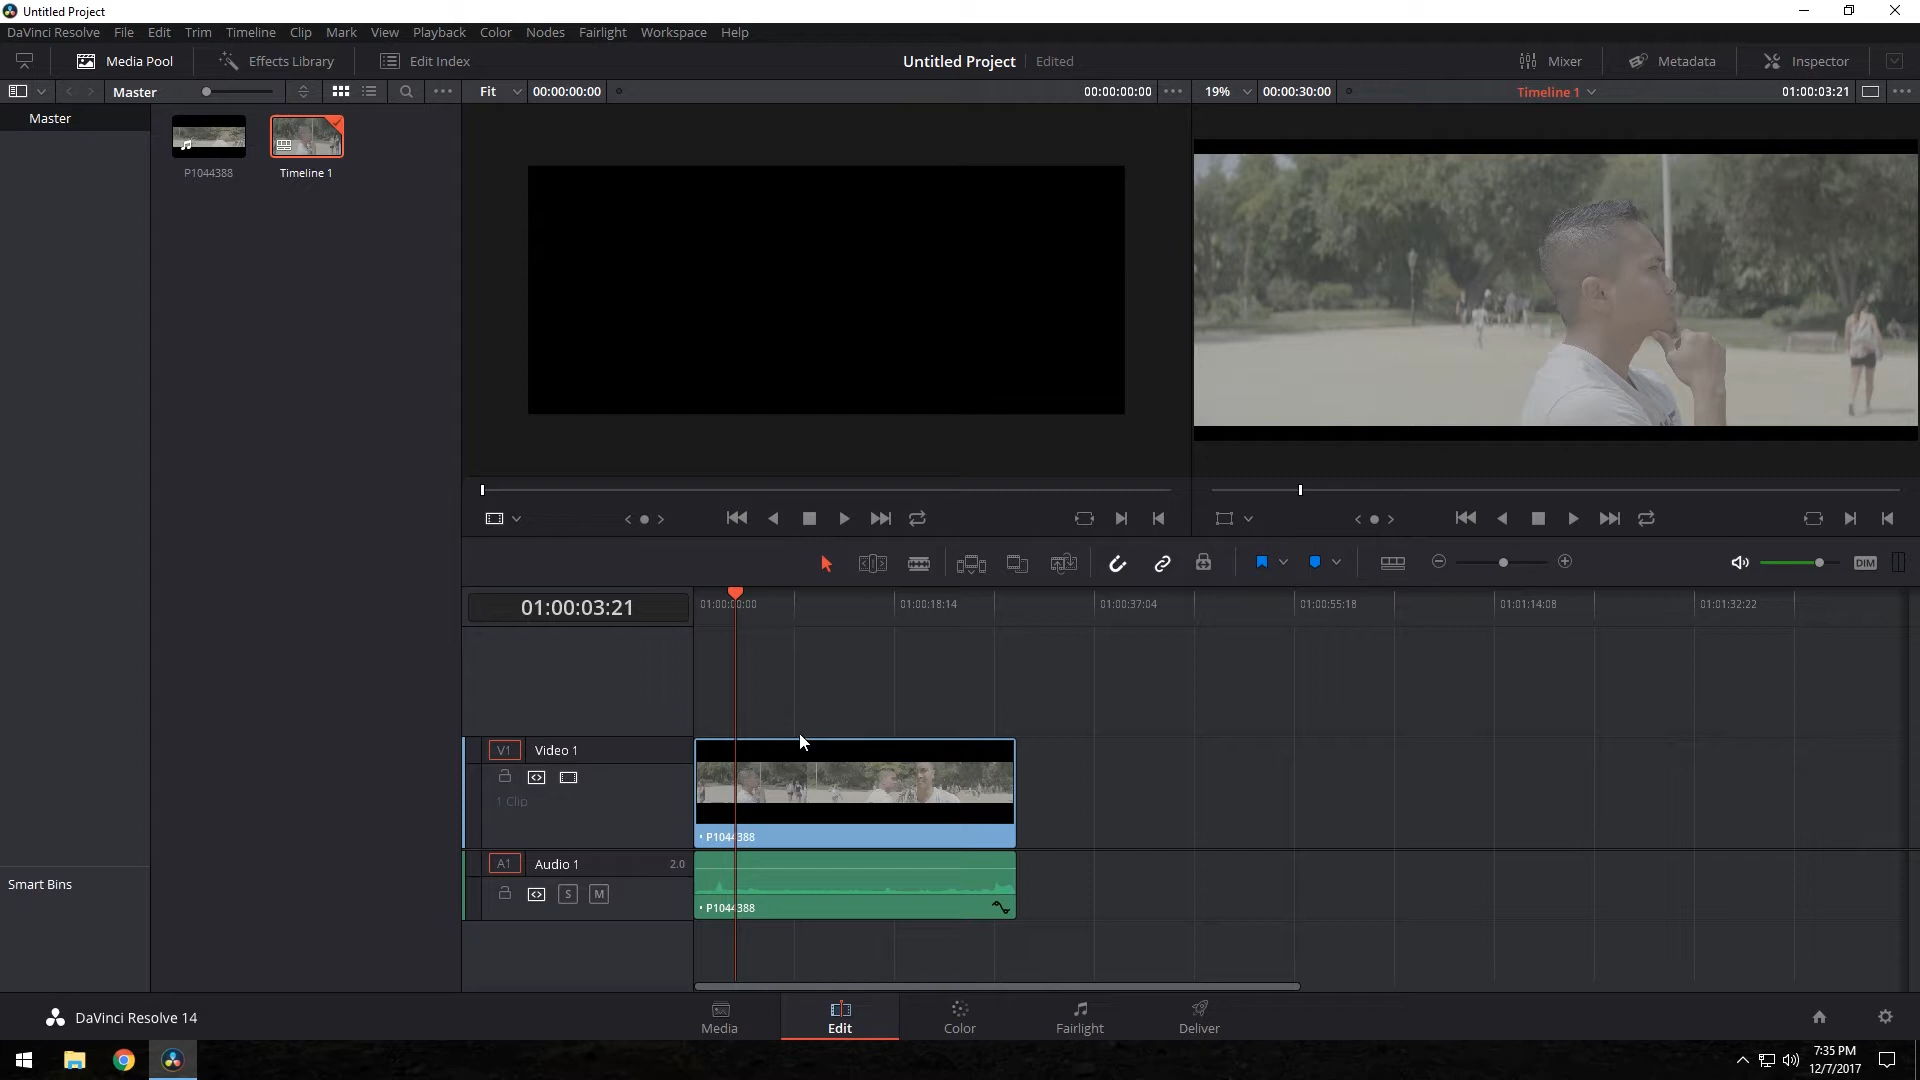 Untitled Project
DaVinci Resolve File Edit Trim Timeline Clip Mark View Playback Color Nodes Fairlight Workspace Help
Media Pool Effects Library Edit Index Untitled Project Edited Mixer Metadata Inspector
Master Fit 00:00:00:00 00:00:00:00 19% 00:00:30:00 Timeline 1 01:00:03:21
Master
P1044388 Timeline 1
DIM
01:00:03:21 01:00:00:00 01:00:18:14 01:00:37:04 01:00:55:18 01:01:14:08 01:01:32:22
V1 Video 1
1 Clip
P1044388
A1 Audio 1 2.0
Smart Bins
S M
P1044388
DaVinci Resolve 14 Media Edit Color Fairlight Deliver
7:35 PM
12/7/2017